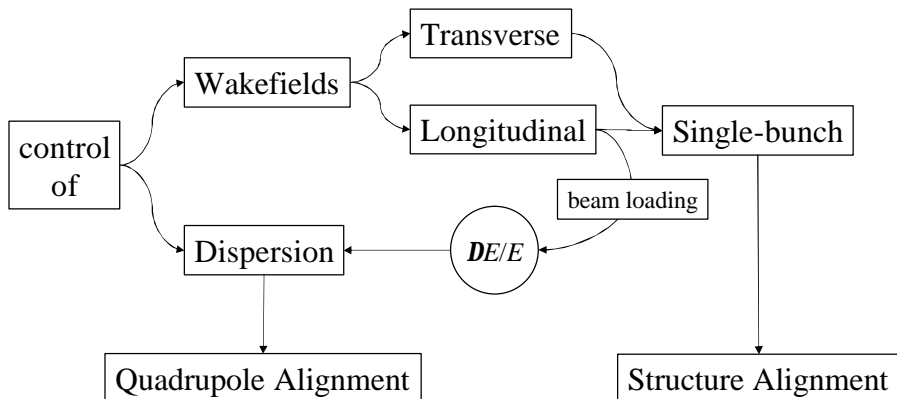 Transverse
Wakefields
Longitudinal
Single-bunch
control
of
beam loading
Dispersion
DE/E
Quadrupole Alignment
Structure Alignment